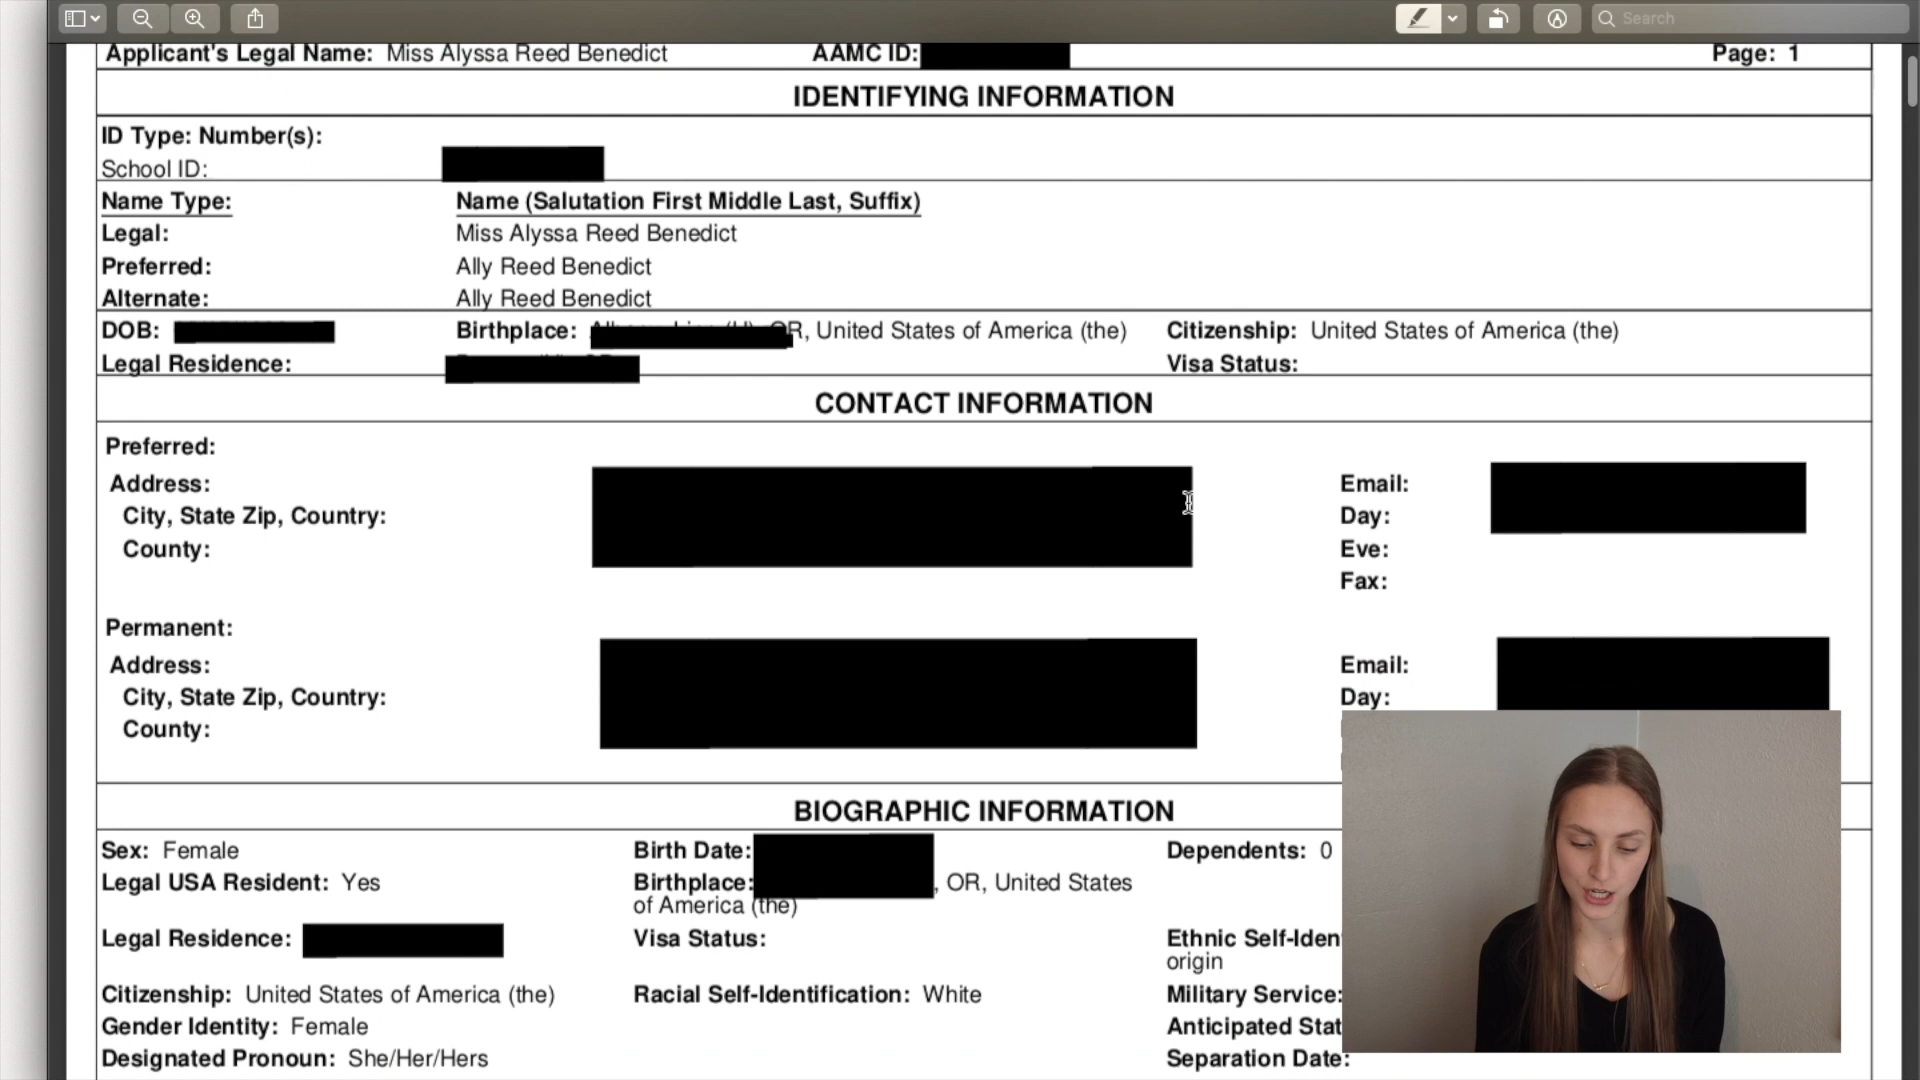 Search
Applicant's Legal Name: Miss Alyssa Reed Benedict AAMC ID: Page: 1
IDENTIFYING INFORMATION
ID Type: Number(s):
School ID:
Name Type: Name (Salutation First Middle Last, Suffix)
Legal: Miss Alyssa Reed Benedict
Preferred: Ally Reed Benedict
Alternate: Ally Reed Benedict
DOB: Birthplace: OR, United States of America (the) Citizenship: United States of America (the)
Legal Residence: Visa Status:
CONTACT INFORMATION
Preferred:
Address: Email:
City, State Zip, Country: Day:
County: Eve:
Fax:
Permanent:
Address: Email:
City, State Zip, Country: Day:
County:
BIOGRAPHIC INFORMATION
Sex: Female Birth Date: Dependents: 0
Legal USA Resident: Yes Birthplace: , OR, United States
of America (the)
Legal Residence: Visa Status: Ethnic
origin
Citizenship: United States of America (the) Racial Self-Identification: White Military Service:
Gender Identity: Female Anticipated
Designated Pronoun: She/Her/Hers Separation Date: